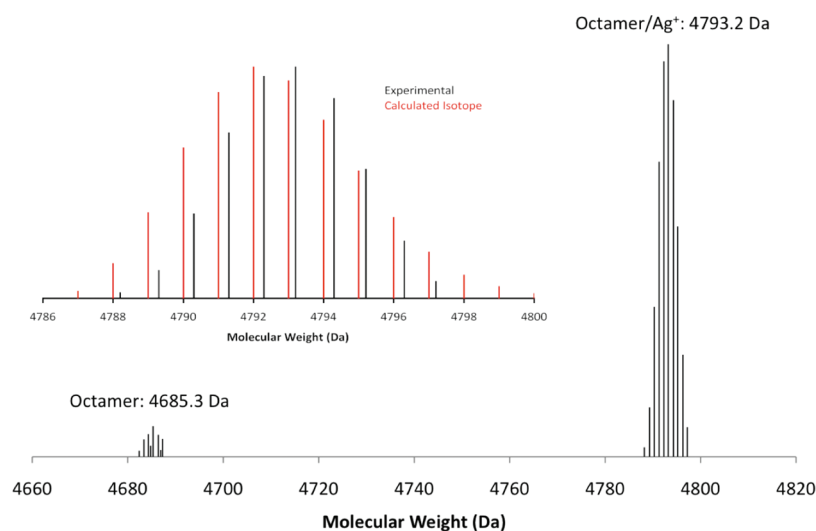 Octamer/Ag⁺: 4793.2 Da
Experimental
Calculated Isotope
4786 4788 4790 4792 4794 4796 4798 4800
Molecular Weight (Da)
Octamer: 4685.3 Da
4660 4680 4700 4720 4740 4760 4780 4800 4820
Molecular Weight (Da)